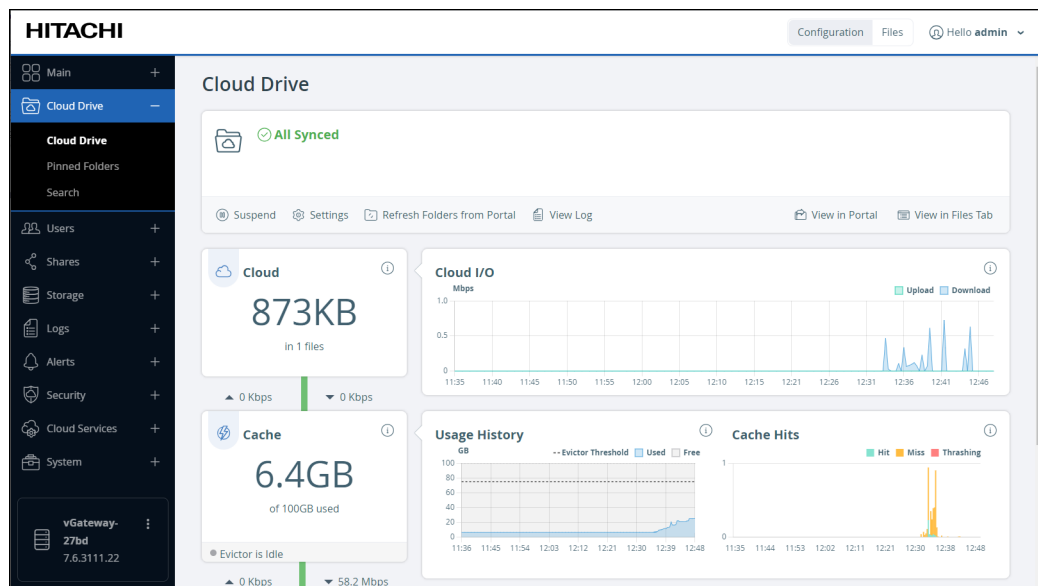 HITACHI
Configuration
Files
Hello admin
Main
Cloud Drive
Cloud Drive
Pinned Folders
Search
Users
Shares
Storage
Logs
Alerts
Security
Cloud Services
System
vGateway-
27bd
7.6.3111.22
Cloud Drive
All Synced
Suspend
Settings
Refresh Folders from Portal
View Log
View in Portal
View in Files Tab
Cloud
873KB
in 1 files
0 Kbps
0 Kbps
Cloud I/O
Mbps
Upload
Download
1.0
0.5
0
11:35 11:40 11:45 11:50 11:55 12:00 12:05 12:10 12:15 12:21 12:26 12:31 12:36 12:41 12:46
Cache
6.4GB
of 100GB used
Evictor is Idle
0 Kbps
58.2 Mbps
Usage History
GB
--Evictor Threshold Used Free
100
80
60
40
20
0
11:36 11:45 11:54 12:03 12:12 12:21 12:30 12:39 12:48
Cache Hits
Hit Miss Thrashing
1
0
11:35 11:44 11:53 12:02 12:11 12:21 12:30 12:38 12:48